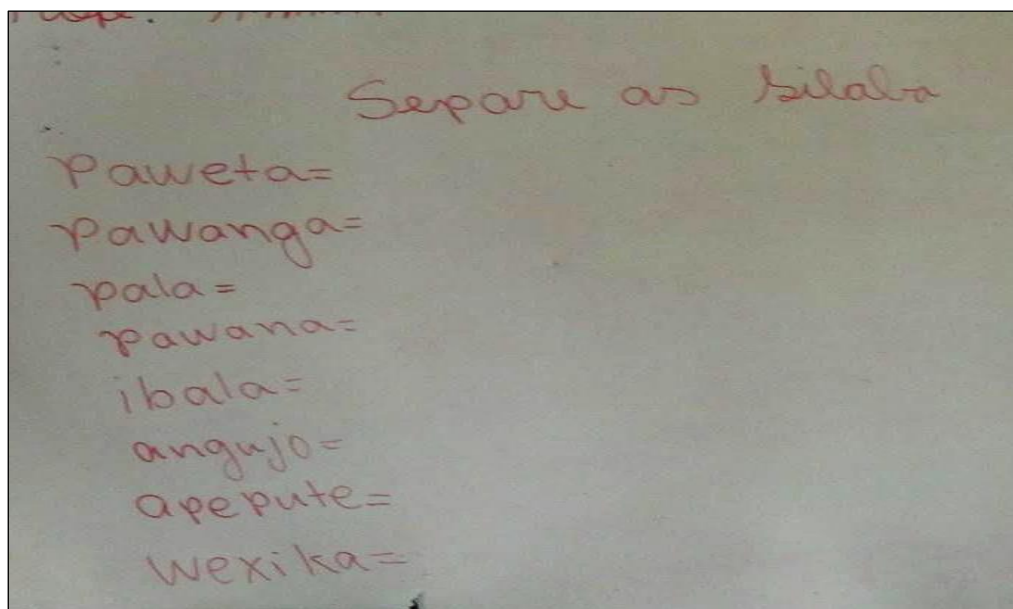 Separe as silaba
Paweta=
Pawanga=
pala=
pawana=
ibala=
angujo=
apepute=
wexika=